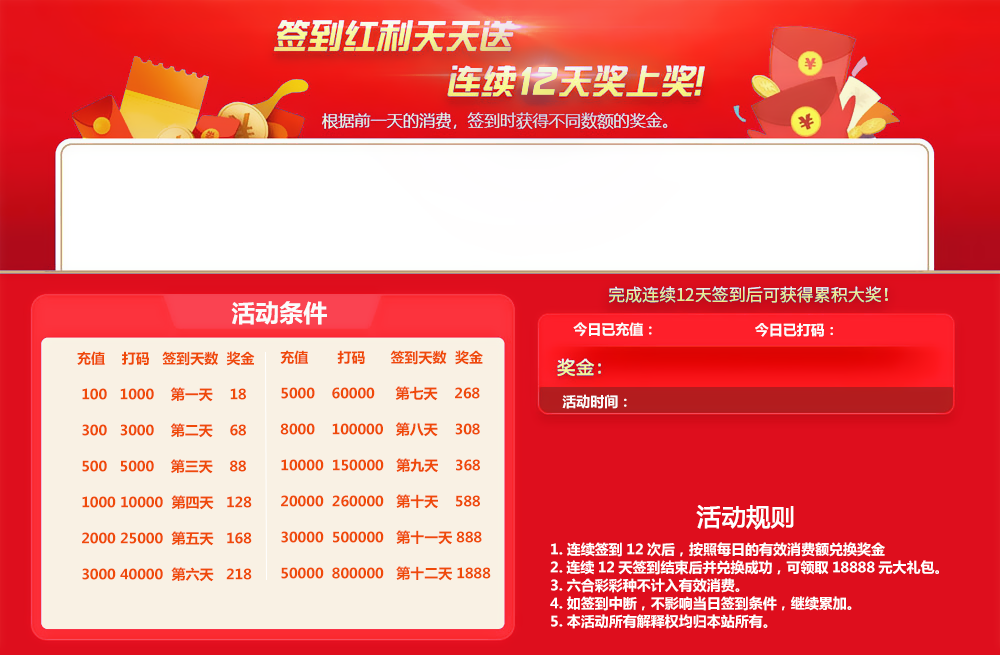 签到红利天天送
连续12天奖上奖!
根据前一天的消费，签到时获得不同数额的奖金。
活动条件
充值 打码 签到天数 奖金 充值 打码 签到天数 奖金
100 1000 第一天 18 5000 60000 第七天 268
300 3000 第二天 68 8000 100000 第八天 308
500 5000 第三天 88 10000 150000 第九天 368
1000 10000 第四天 128 20000 260000 第十天 588
2000 25000 第五天 168 30000 500000 第十一天 888
3000 40000 第六天 218 50000 800000 第十二天 1888
完成连续12天签到后可获得累积大奖!
今日已充值： 今日已打码：
奖金:
活动时间：
活动规则
1. 连续签到 12 次后，按照每日的有效消费额兑换奖金
2. 连续 12 天签到结束后并兑换成功，可领取 18888 元大礼包。
3. 六合彩彩种不计入有效消费。
4. 如签到中断，不影响当日签到条件，继续累加。
5. 本活动所有解释权均归本站所有。